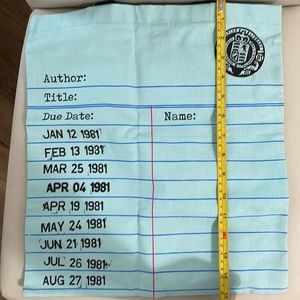 Author:
Title:
Due Date: Name:
JAN 12 1981
FEB 13 1981
MAR 25 1981
APR 04 1981
APR 19 1981
MAY 24 1981
JUN 21 1981
JUL 26 1981
AUG 27 1981